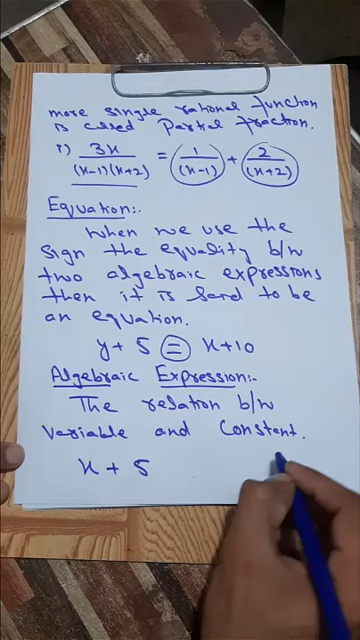 more single rational function
is called Partial fraction.
i) 3x / (x-1)(x+2) = 1 / (x-1) + 2 / (x+2)
Equation:-
When we use the
sign the equality b/w
two algebraic expressions
then it is said to be
an equation.
y + 5 = x + 10
Algebraic Expression:-
The relation b/w
variable and Constent.
x + 5